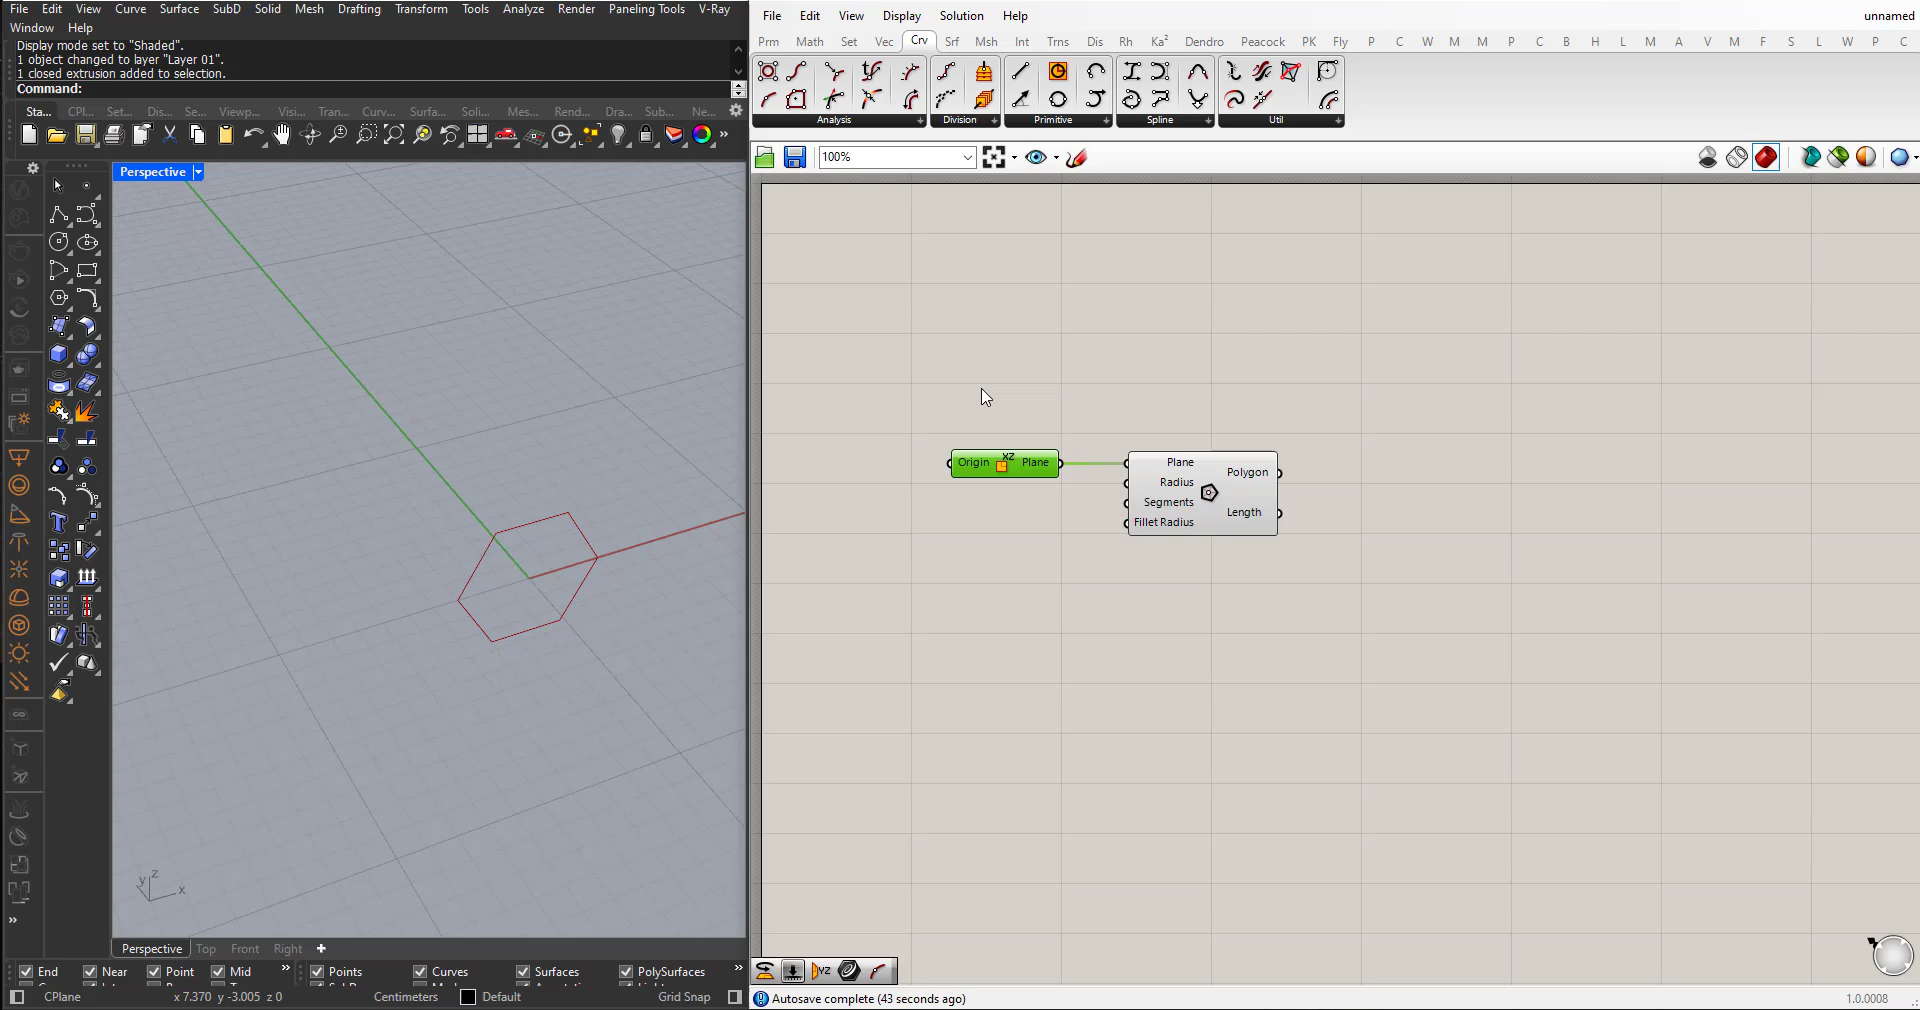 File Edit View Curve Surface SubD Solid Mesh Drafting Transform Tools Analyze Render Paneling Tools V-Ray
Window Help
Display mode set to "Shaded".
1 object changed to layer "Layer 01".
1 closed extrusion added to selection.
Command:
Sta... CPL... Set... Dis... Se... Viewp... Visi... Tran... Curv... Surfa... Soli... Mes... Rend... Dra... Sub... Ne...
Perspective
z
y
x
Perspective Top Front Right
End Near Point Mid Points Curves Surfaces PolySurfaces
CPlane x 7.370 y -3.005 z 0 Centimeters Default Grid Snap
File Edit View Display Solution Help unnamed
Prm Math Set Vec Crv Srf Msh Int Trns Dis Rh Ka² Dendro Peacock PK Fly P C W M M P C B H L M A V M F S L W P C
Analysis Division Primitive Spline Util
100%
Origin XZ Plane
Plane
Radius
Segments
Fillet Radius
Polygon
Length
YZ
Autosave complete (43 seconds ago) 1.0.0008